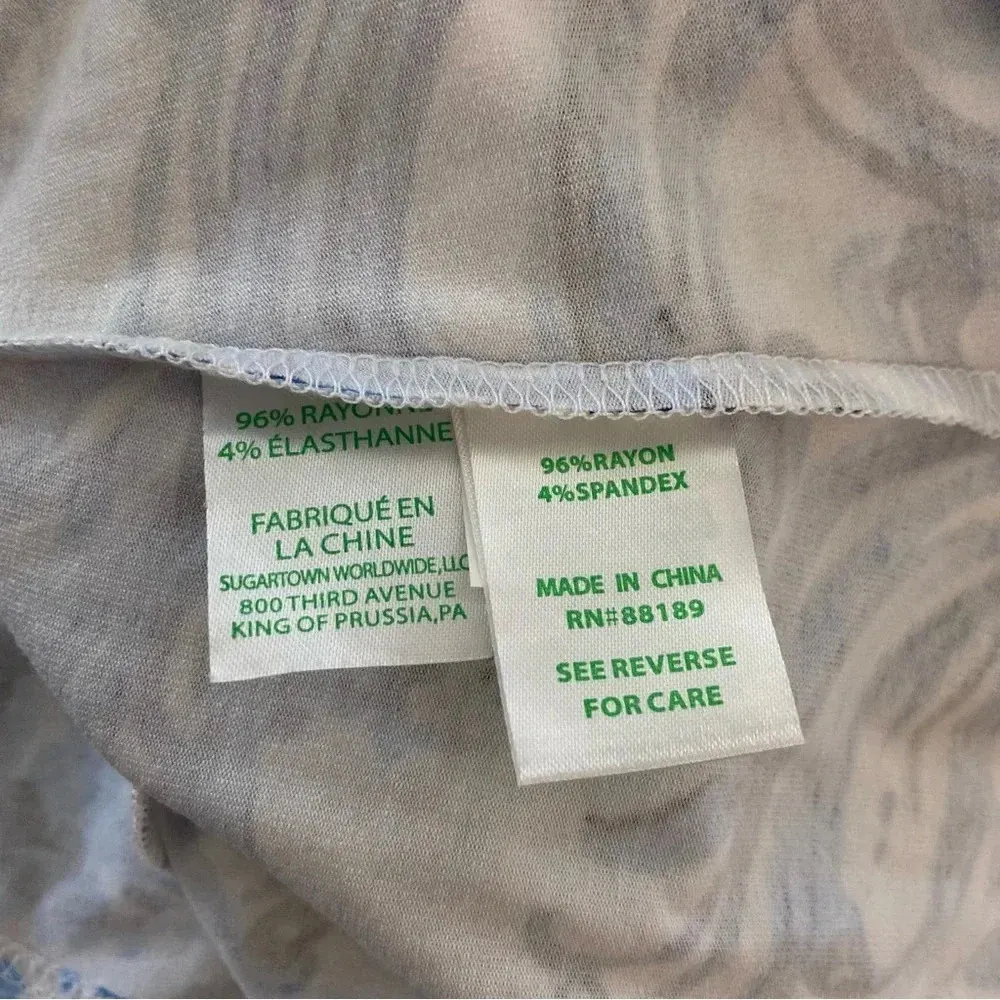 96% RAYONNE
4% ÉLASTHANNE
FABRIQUÉ EN
LA CHINE
SUGARTOWN WORLDWIDE,LLC
800 THIRD AVENUE
KING OF PRUSSIA,PA
96%RAYON
4%SPANDEX
MADE IN CHINA
RN#88189
SEE REVERSE
FOR CARE